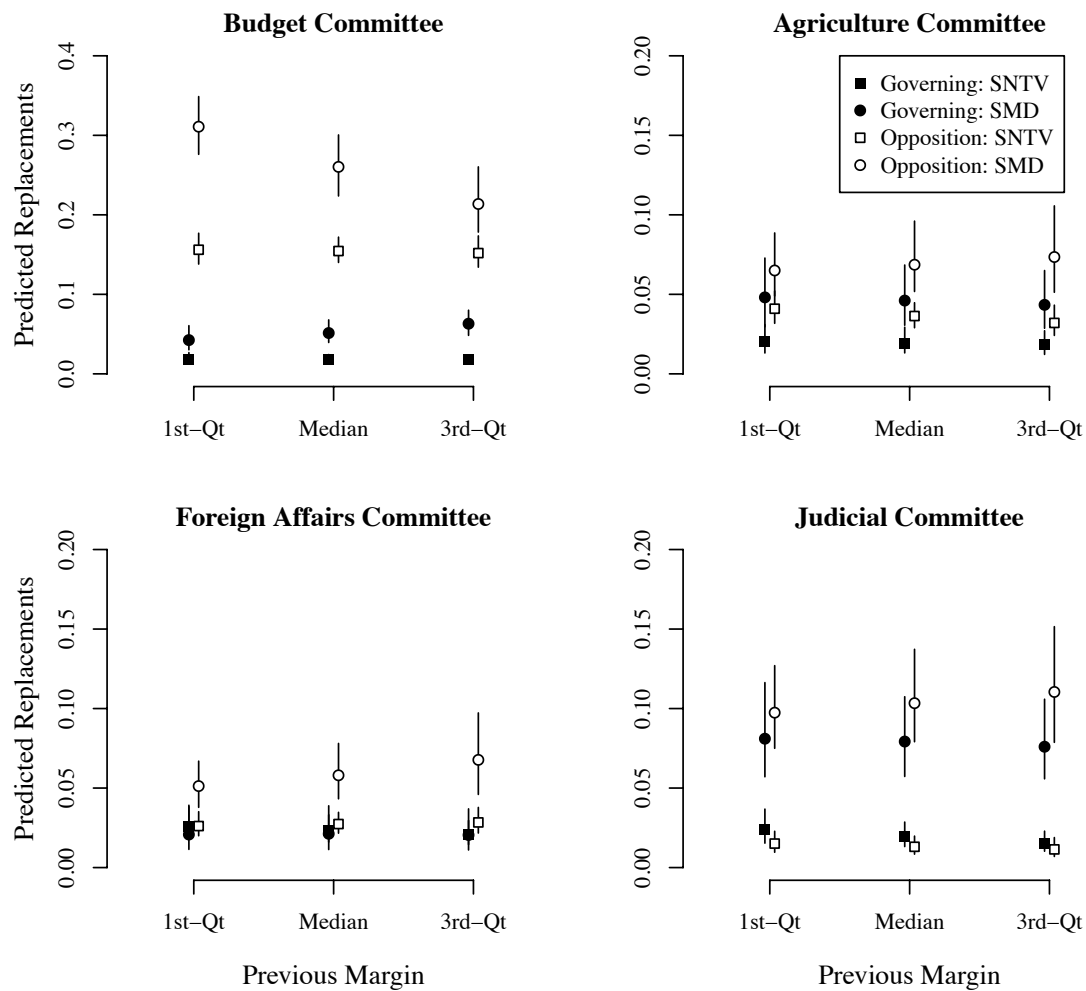 Budget Committee
Predicted Replacements
0.4
0.3
0.2
0.1
0.0
1st−Qt Median 3rd−Qt
Agriculture Committee
0.20
0.15
0.10
0.05
0.00
Governing: SNTV
Governing: SMD
Opposition: SNTV
Opposition: SMD
1st−Qt Median 3rd−Qt
Foreign Affairs Committee
Predicted Replacements
0.20
0.15
0.10
0.05
0.00
1st−Qt Median 3rd−Qt
Previous Margin
Judicial Committee
0.20
0.15
0.10
0.05
0.00
1st−Qt Median 3rd−Qt
Previous Margin